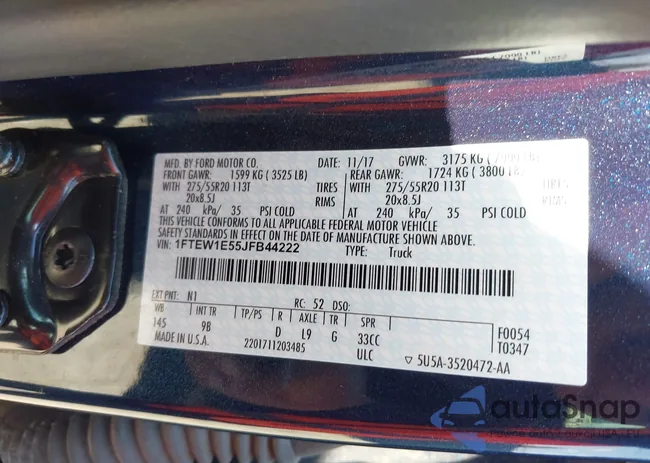 MFD. BY FORD MOTOR CO. DATE: 11/17 GVWR: 3175 KG ( 7000 LB)
FRONT GAWR: 1599 KG ( 3525 LB) REAR GAWR: 1724 KG ( 3800 LB)
WITH 275/55R20 113T TIRES WITH 275/55R20 113T TIRES
20x8.5J RIMS 20x8.5J RIMS
AT 240 kPa/ 35 PSI COLD AT 240 kPa/ 35 PSI COLD
THIS VEHICLE CONFORMS TO ALL APPLICABLE FEDERAL MOTOR VEHICLE
SAFETY STANDARDS IN EFFECT ON THE DATE OF MANUFACTURE SHOWN ABOVE.
VIN: 1FTEW1E55JFB44222 TYPE: Truck
EXT PNT: N1 RC: 52 DSO:
WB INT TR TP/PS R AXLE TR SPR
145 9B D L9 G 33CC F0054
MADE IN U.S.A. 2201711203485 ULC T0347
▽ 5U5A-3520472-AA
autoSnap